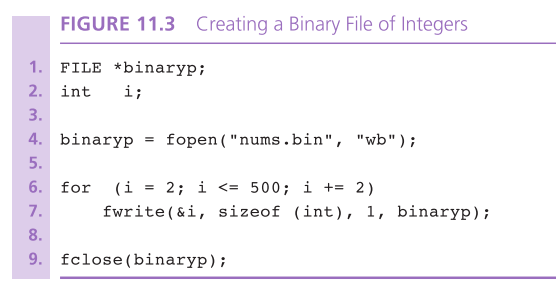 FIGURE 11.3 Creating a Binary File of Integers
1. FILE *binaryp;
2. int i;
3.
4. binaryp = fopen("nums.bin", "wb");
5.
6. for (i = 2; i <= 500; i += 2)
7. fwrite(&i, sizeof (int), 1, binaryp);
8.
9. fclose(binaryp);